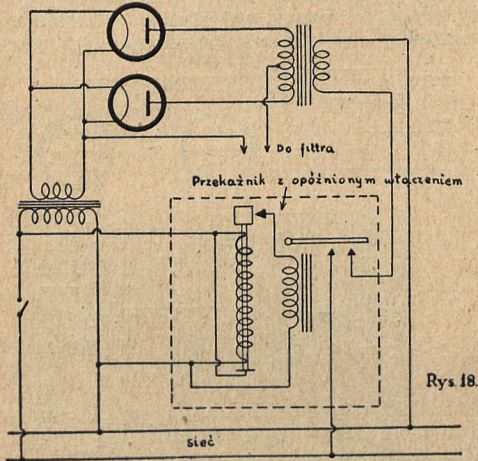 Do filtra
Przekaźnik z opóźnionym włączeniem
Rys. 18.
sieć